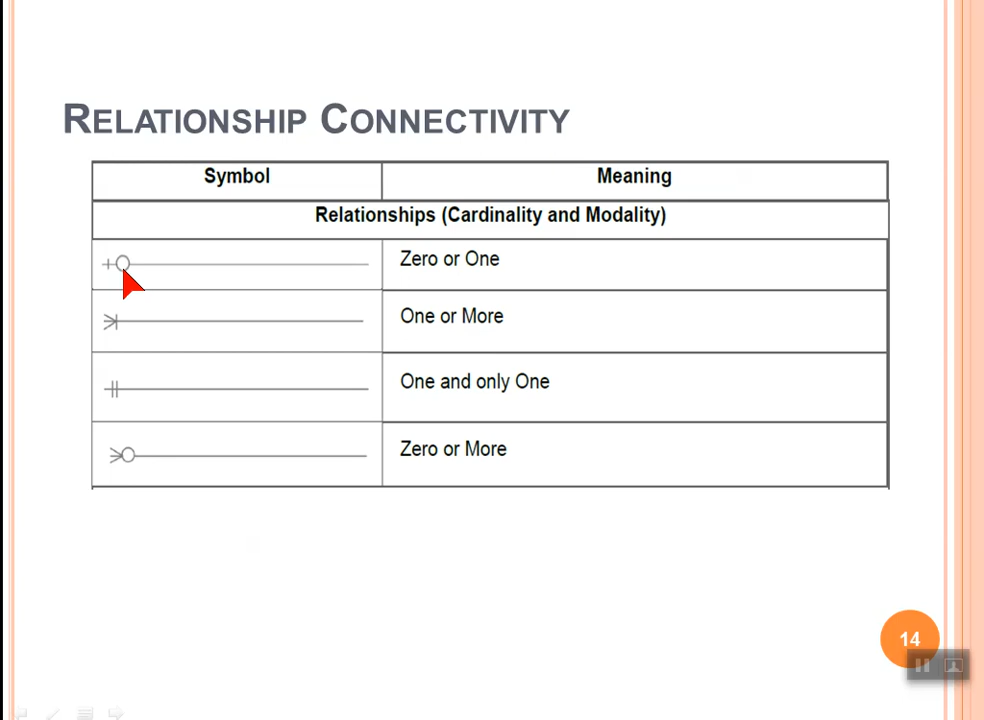 RELATIONSHIP CONNECTIVITY
Symbol Meaning
Relationships (Cardinality and Modality)
Zero or One
One or More
One and only One
Zero or More
14